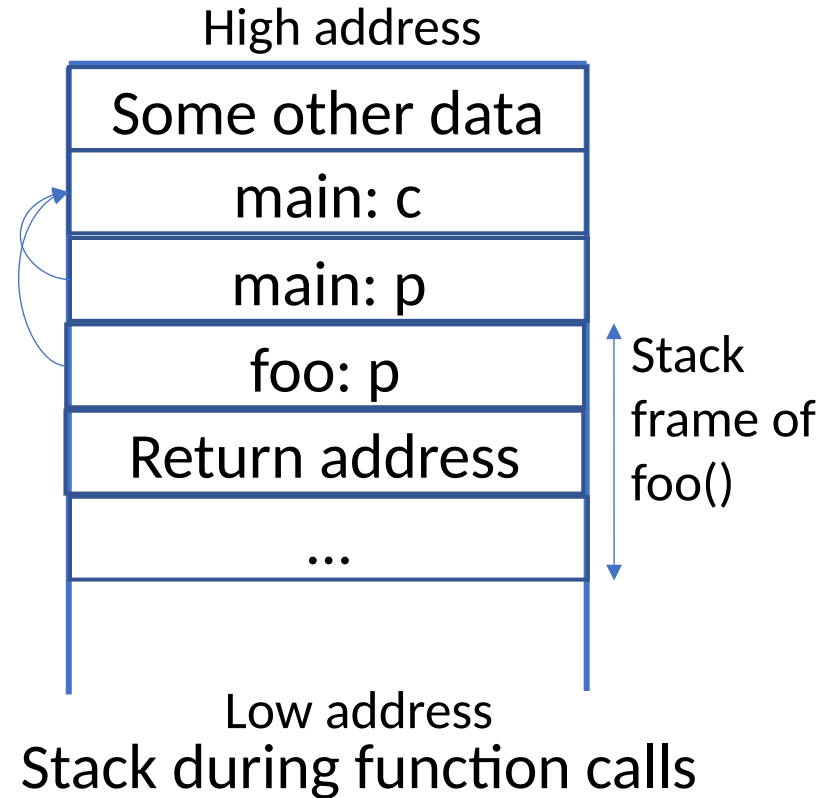 High address
Some other data
main: c
main: p
foo: p
Stack
frame of
foo()
Return address
...
Low address
Stack during function calls